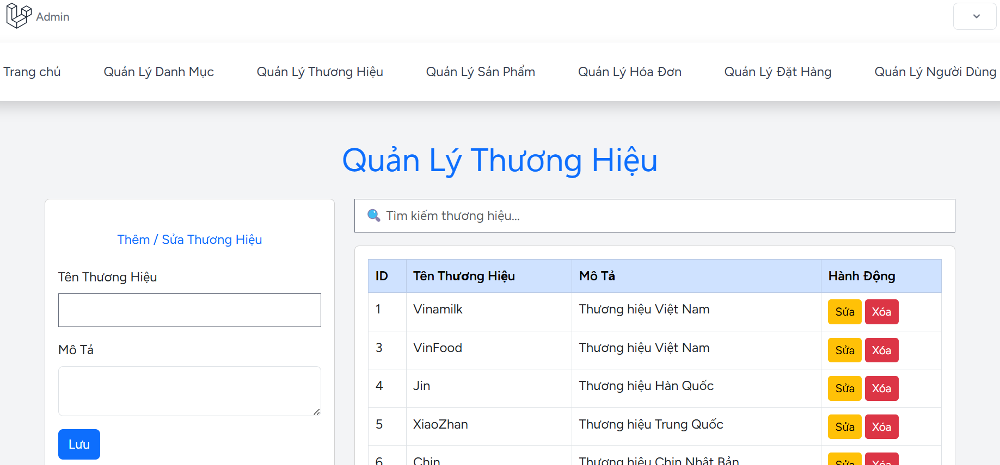 Admin
Trang chủ Quản Lý Danh Mục Quản Lý Thương Hiệu Quản Lý Sản Phẩm Quản Lý Hóa Đơn Quản Lý Đặt Hàng Quản Lý Người Dùng
Quản Lý Thương Hiệu
Thêm / Sửa Thương Hiệu
Tên Thương Hiệu
Mô Tả
Lưu
Tìm kiếm thương hiệu...
ID Tên Thương Hiệu Mô Tả Hành Động
1 Vinamilk Thương hiệu Việt Nam Sửa Xóa
3 VinFood Thương hiệu Việt Nam Sửa Xóa
4 Jin Thương hiệu Hàn Quốc Sửa Xóa
5 XiaoZhan Thương hiệu Trung Quốc Sửa Xóa
6 Chin Thương hiệu Chin Nhật Bản Sửa Xóa